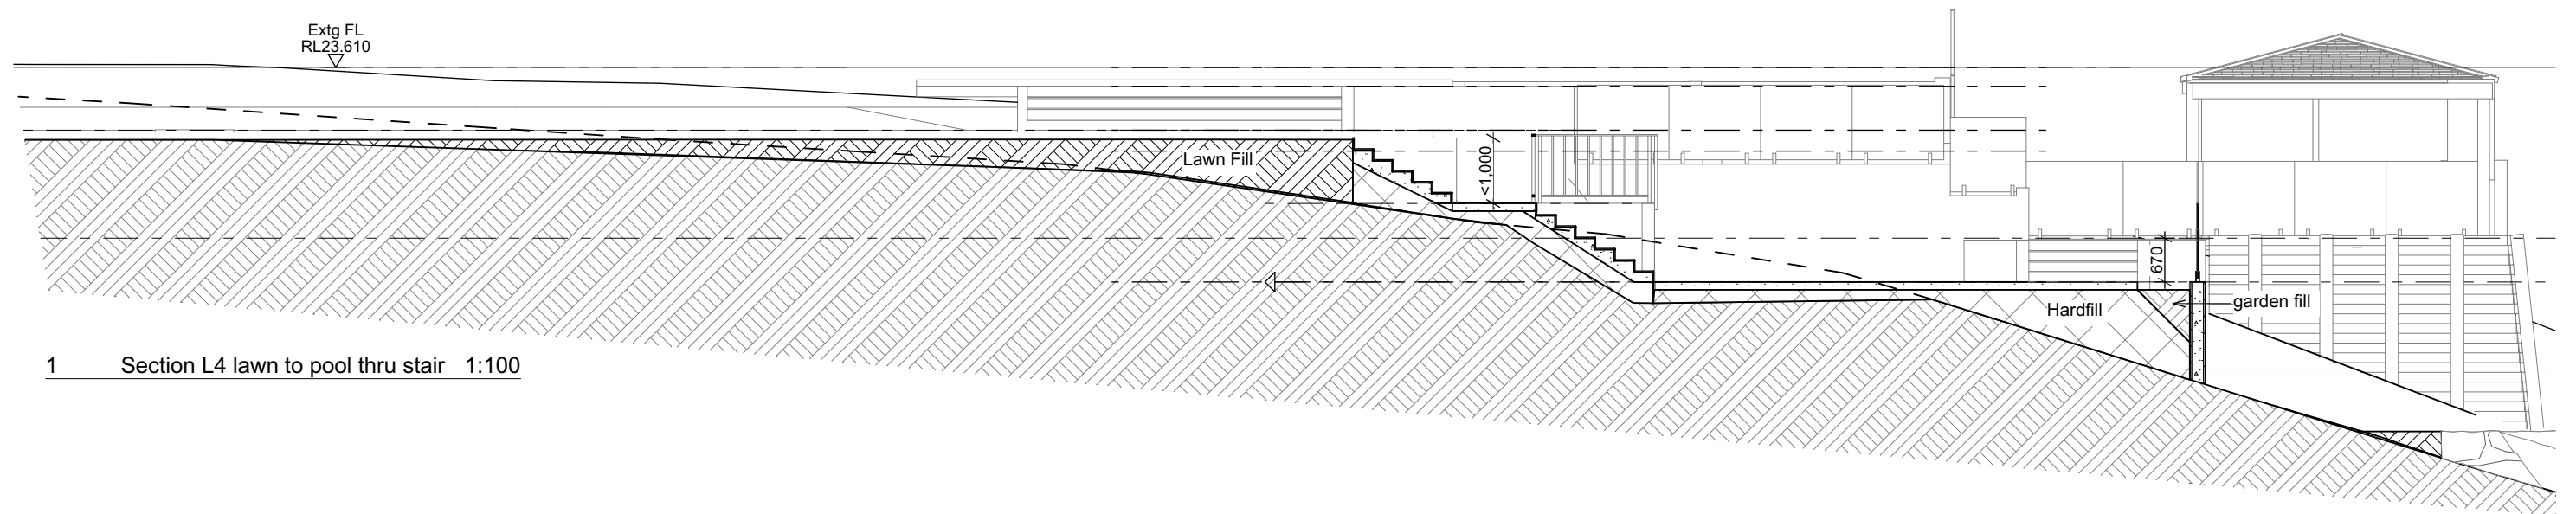 Extg FL
RL23.610
Lawn Fill
<1,000
670
Hardfill
garden fill
1 Section L4 lawn to pool thru stair 1:100